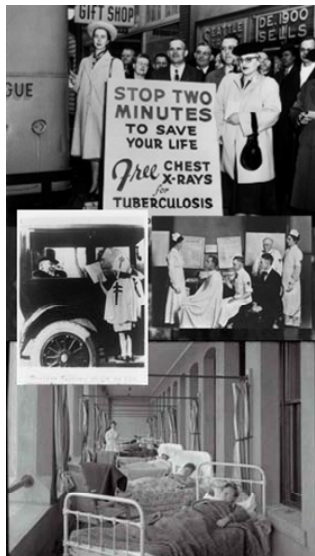 GIFT SHOP
SEATTLE
DE. 1900
SELLS
GUE
STOP TWO
MINUTES
TO SAVE
YOUR LIFE
Free CHEST
X-RAYS
for
TUBERCULOSIS